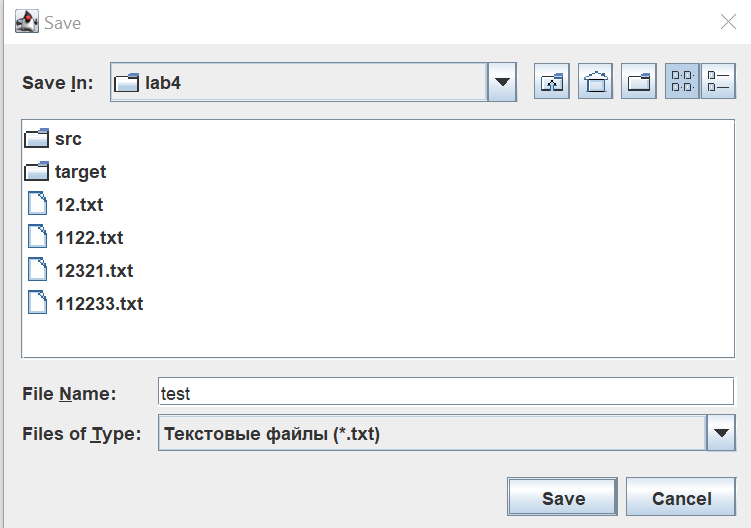 Save
Save In: lab4
src
target
12.txt
1122.txt
12321.txt
112233.txt
File Name: test
Files of Type: Текстовые файлы (*.txt)
Save Cancel